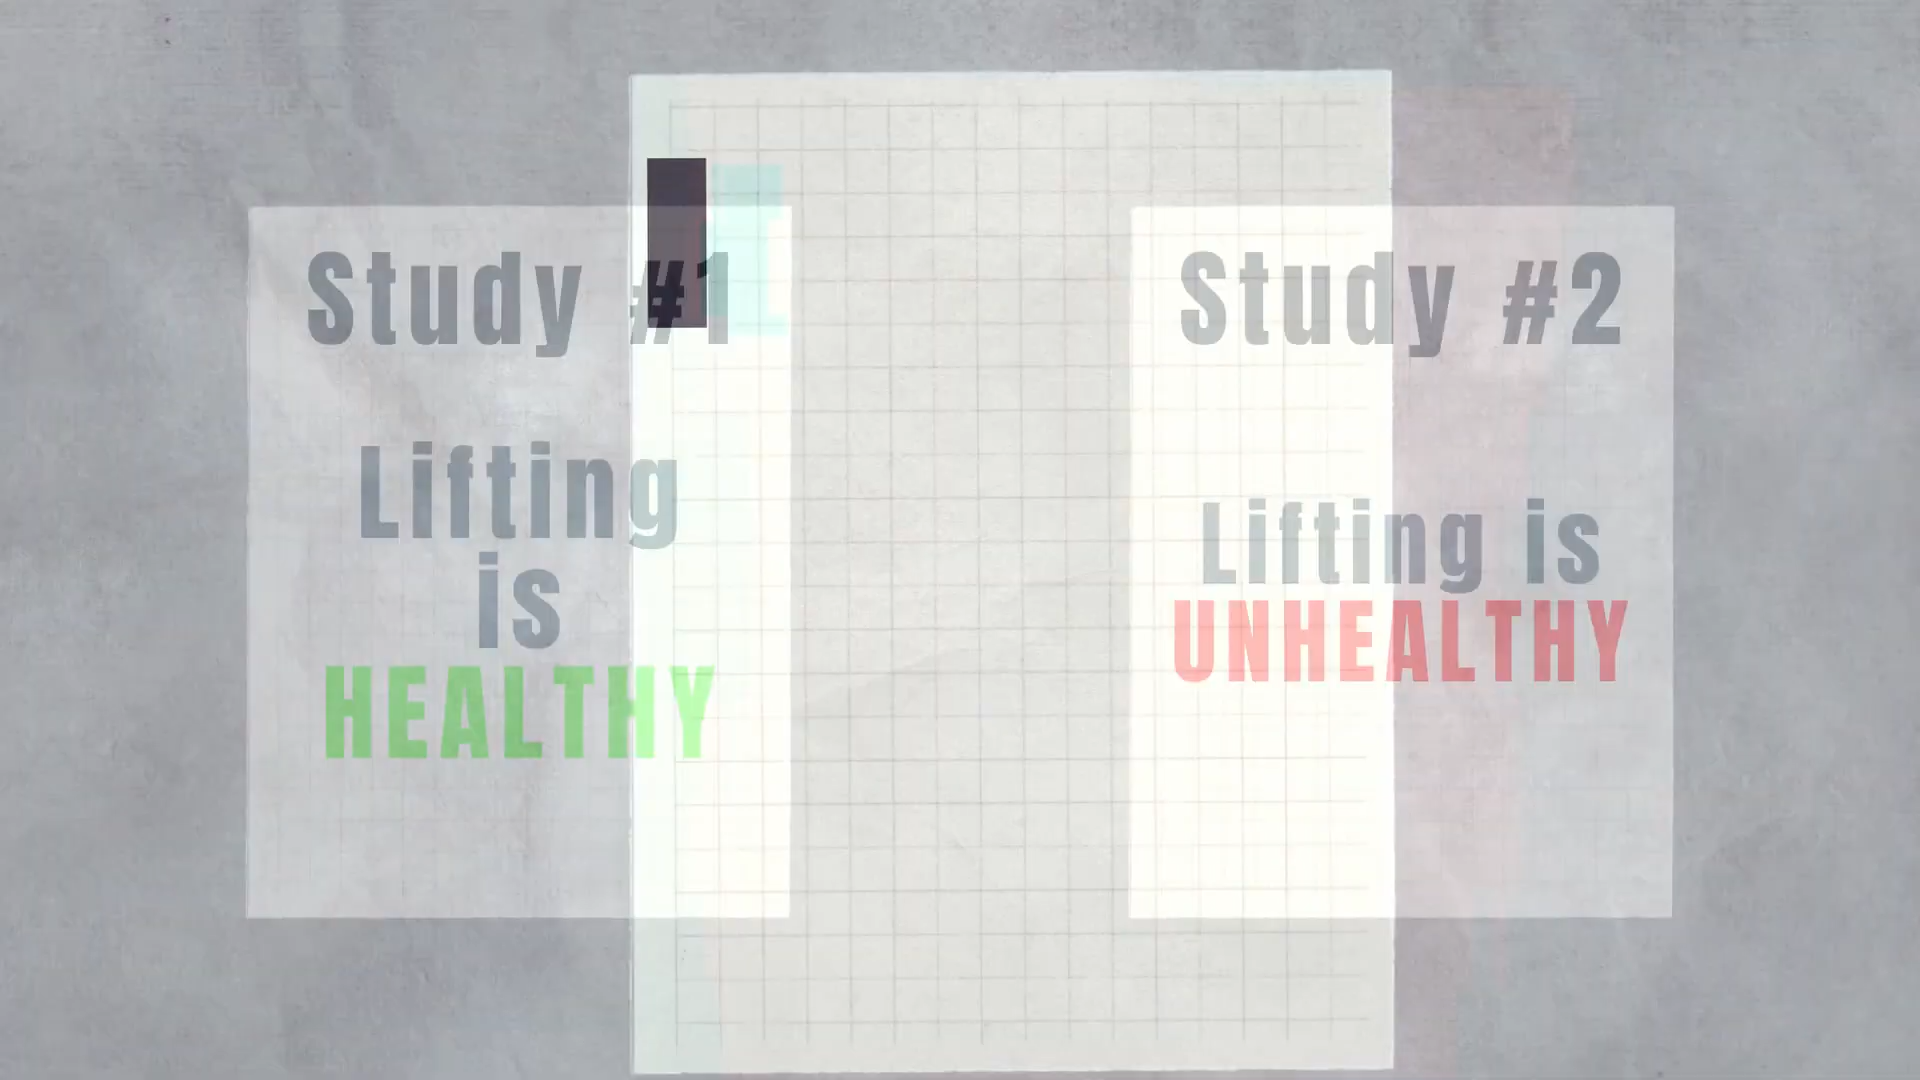 Study #1
Lifting
is
HEALTHY
Study #2
Lifting is
UNHEALTHY